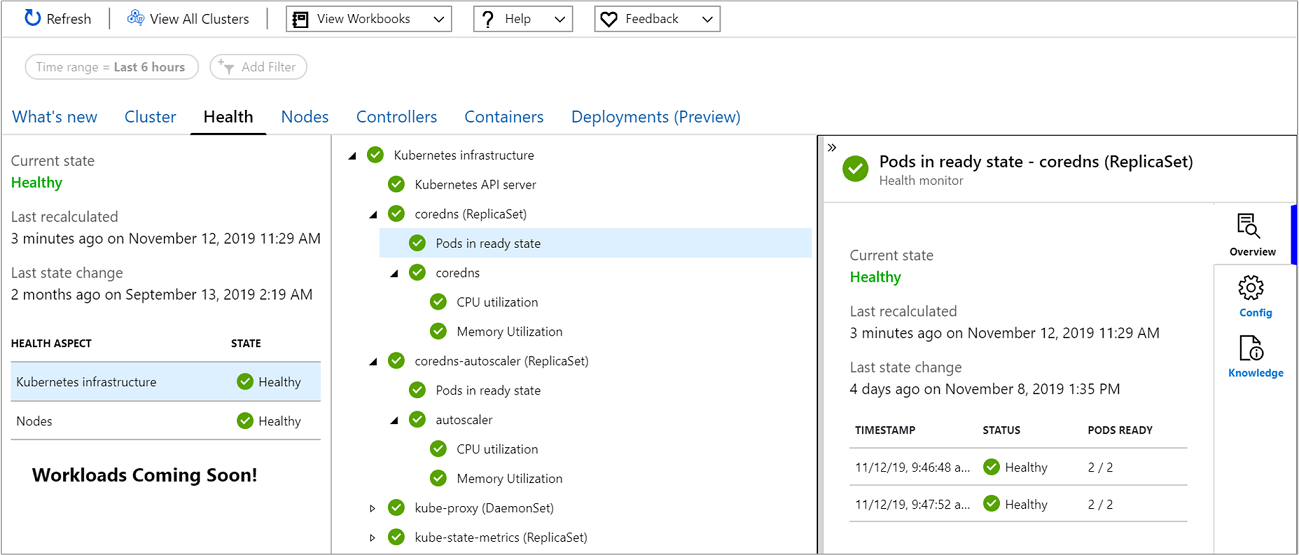 Refresh
View All Clusters
View Workbooks
Help
Feedback
Time range = Last 6 hours
Add Filter
What's new
Cluster
Health
Nodes
Controllers
Containers
Deployments (Preview)
Current state
Healthy
Last recalculated
3 minutes ago on November 12, 2019 11:29 AM
Last state change
2 months ago on September 13, 2019 2:19 AM
HEALTH ASPECT STATE
Kubernetes infrastructure Healthy
Nodes Healthy
Workloads Coming Soon!
Kubernetes infrastructure
Kubernetes API server
coredns (ReplicaSet)
Pods in ready state
coredns
CPU utilization
Memory Utilization
coredns-autoscaler (ReplicaSet)
Pods in ready state
autoscaler
CPU utilization
Memory Utilization
kube-proxy (DaemonSet)
kube-state-metrics (ReplicaSet)
»
Pods in ready state - coredns (ReplicaSet)
Health monitor
Current state
Healthy
Last recalculated
3 minutes ago on November 12, 2019 11:29 AM
Last state change
4 days ago on November 8, 2019 1:35 PM
TIMESTAMP STATUS PODS READY
11/12/19, 9:46:48 a... Healthy 2 / 2
11/12/19, 9:47:52 a... Healthy 2 / 2
Overview
Config
Knowledge